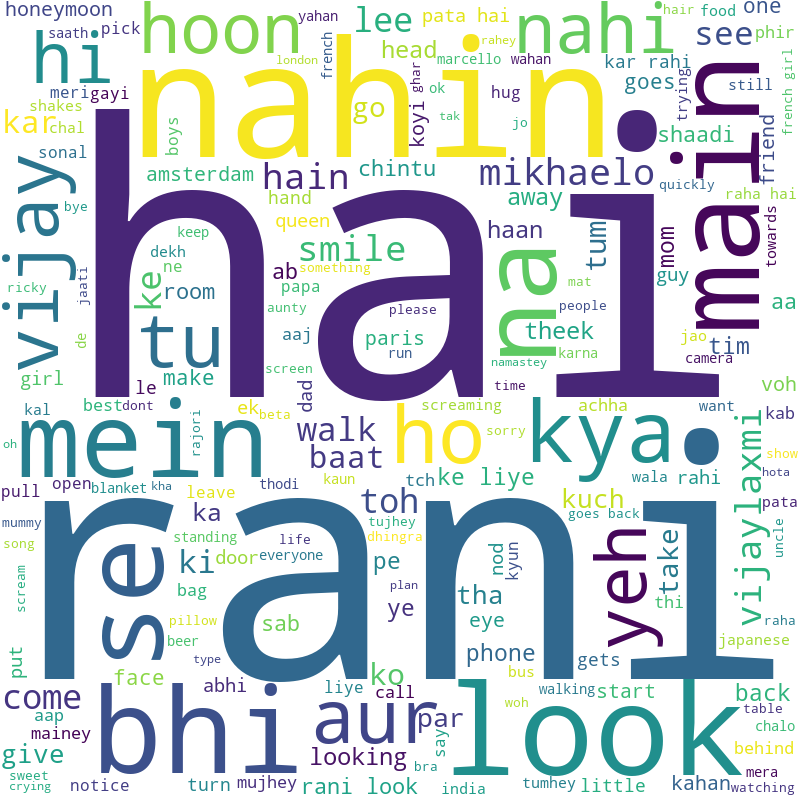 honeymoon hoon yahan lee pata hai nahi food one
saath pick london french head marcello rahey wahan see hair phir
hi nahin kar rahi
meri gayi go koyi ghar ok hug goes trying still french girl
shakes boys tak jo
kar chal shaadi main friend
sonal amsterdam hain chintu mikhaelo
vijay hai quickly raha hai
bye hand away
queen haan tum mom towards
keep smile na
dekh ne ab something guy
ricky jaati ke room papa mat aa
aunty please people
de tu aaj paris theek karna jao
run tim
girl make screen namastey camera
le dad time voh
kal best dont ek screaming achha want kab
beta
oh mein rajori walk ho sorry kya vijaylaxmi show
baat
kaun tch ke liye wala rahi hota
pull open blanket kha thodi toh kuch pata
leave
mummy ka tujhey goes back
song standing life dhingra nod kyun yeh take uncle
se ki door everyone pe
scream bag plan tha thi
rani
pillow ye raha
beer sab eye japanese
put phone gets
face type ko bus
come abhi liye call walking start back
aap bhi aur woh look table
mainey par chalo
give looking say behind
sweet mera
crying notice turn mujhey rani look bra india tumhey little kahan watching